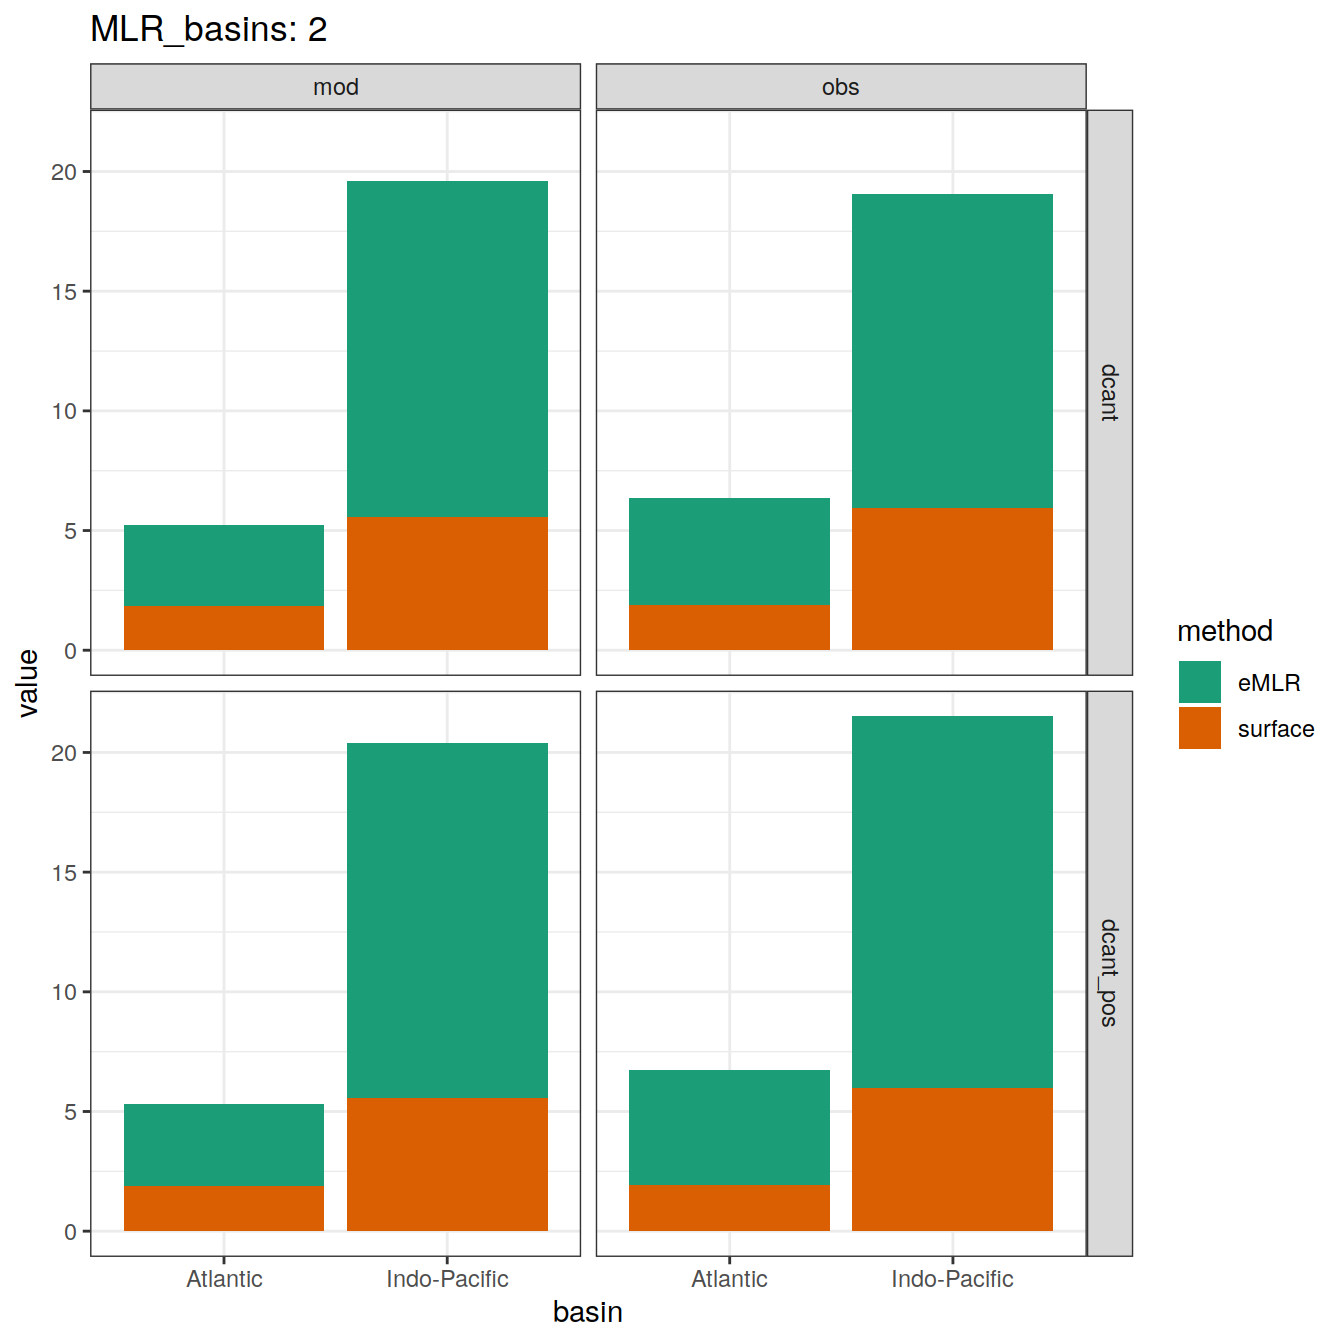 MLR_basins: 2
mod
obs
20
15
10
5
0
dcant
20
15
10
5
0
dcant_pos
value
Atlantic
Indo-Pacific
Atlantic
Indo-Pacific
basin
method
eMLR
surface